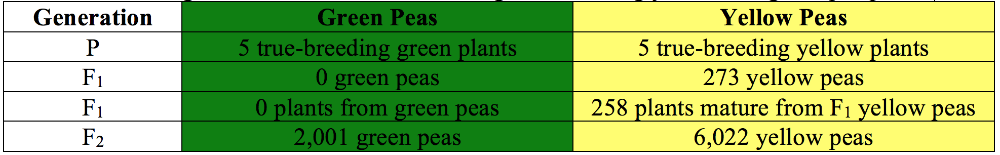 Generation Green Peas Yellow Peas
P 5 true-breeding green plants 5 true-breeding yellow plants
F₁ 0 green peas 273 yellow peas
F₁ 0 plants from green peas 258 plants mature from F₁ yellow peas
F₂ 2,001 green peas 6,022 yellow peas